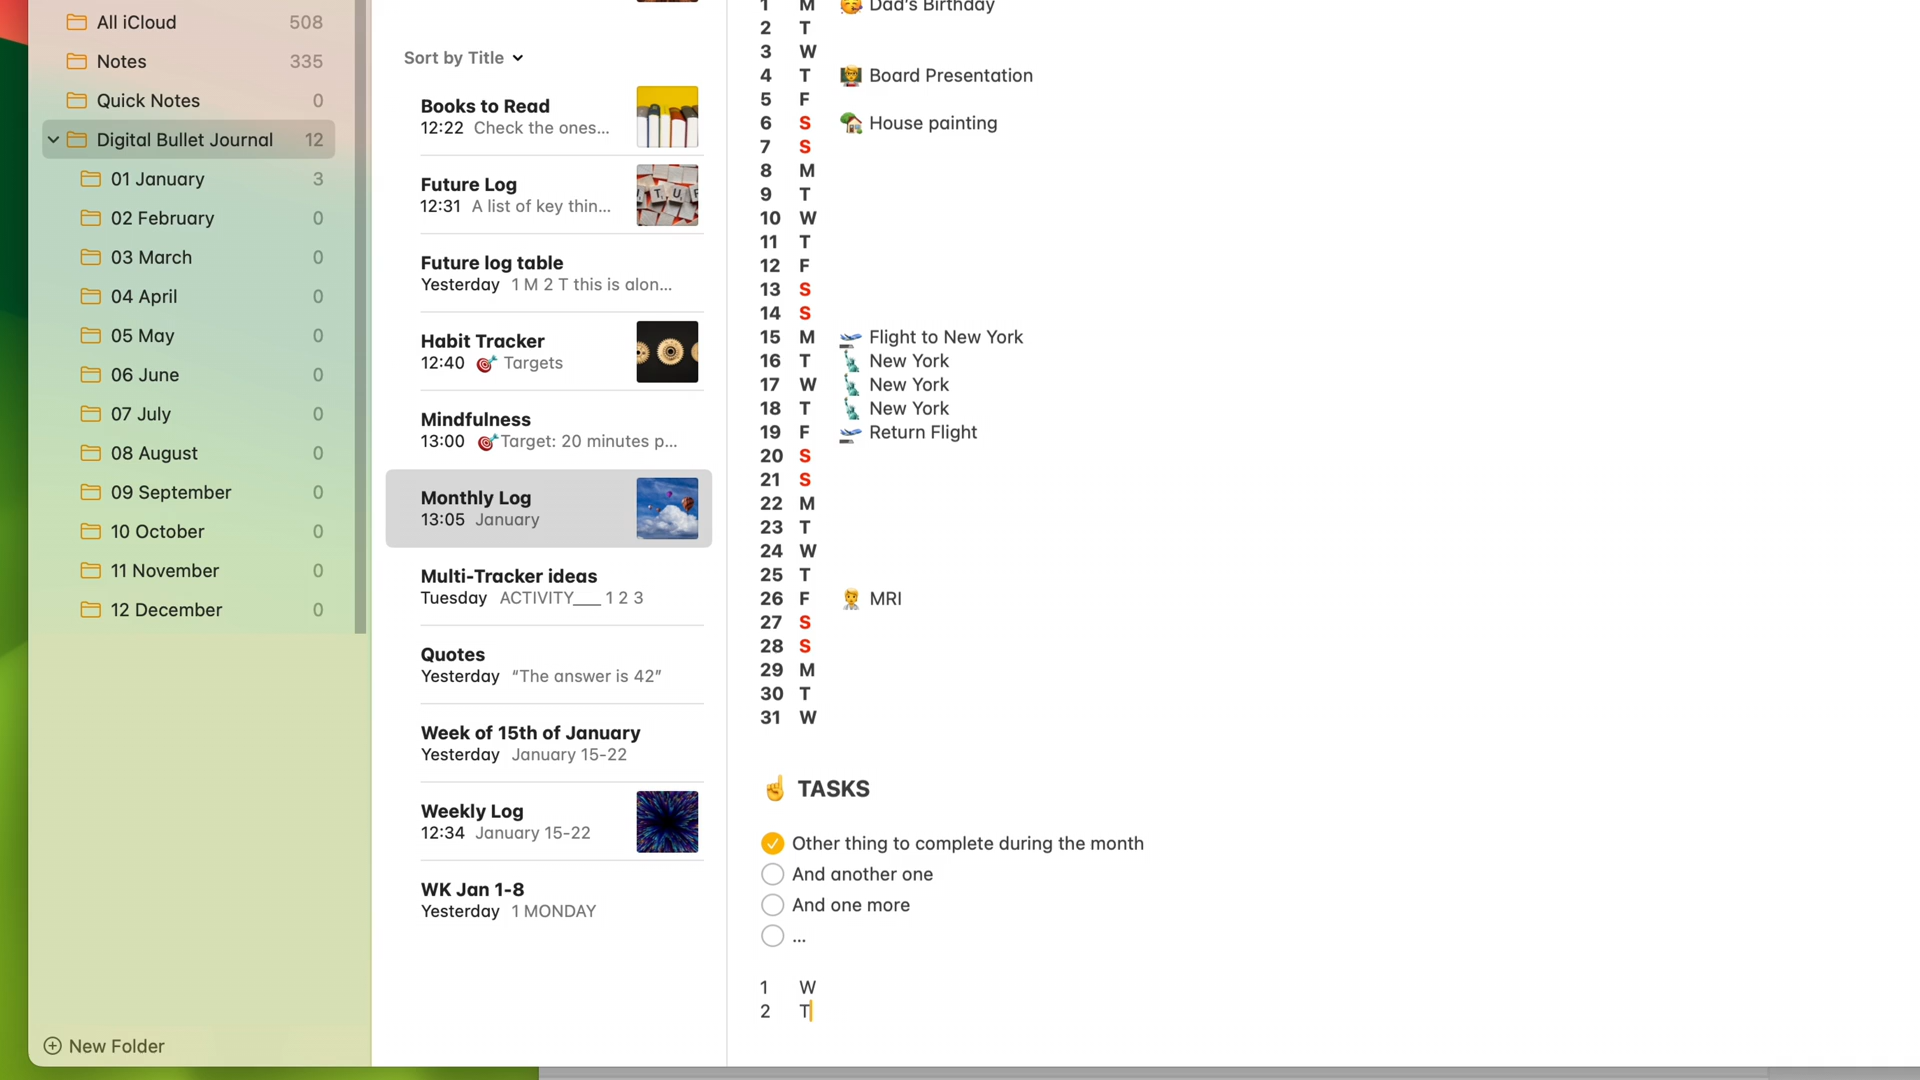 All iCloud 508
Notes 335
Quick Notes 0
Digital Bullet Journal 12
01 January 3
02 February 0
03 March 0
04 April 0
05 May 0
06 June 0
07 July 0
08 August 0
09 September 0
10 October 0
11 November 0
12 December 0
New Folder
Sort by Title
Books to Read
12:22 Check the ones...
Future Log
12:31 A list of key thin...
Future log table
Yesterday 1 M 2 T this is alon...
Habit Tracker
12:40 🎯 Targets
Mindfulness
13:00 🎯Target: 20 minutes p...
Monthly Log
13:05 January
Multi-Tracker ideas
Tuesday ACTIVITY___ 1 2 3
Quotes
Yesterday “The answer is 42”
Week of 15th of January
Yesterday January 15-22
Weekly Log
12:34 January 15-22
WK Jan 1-8
Yesterday 1 MONDAY
1 M 🥳 Dad's Birthday
2 T
3 W
4 T 🧑‍🏫 Board Presentation
5 F
6 S 🏡 House painting
7 S
8 M
9 T
10 W
11 T
12 F
13 S
14 S
15 M 🛫 Flight to New York
16 T 🗽 New York
17 W 🗽 New York
18 T 🗽 New York
19 F 🛫 Return Flight
20 S
21 S
22 M
23 T
24 W
25 T
26 F 🧑‍⚕️ MRI
27 S
28 S
29 M
30 T
31 W
☝️ TASKS
Other thing to complete during the month
And another one
And one more
...
1 W
2 T